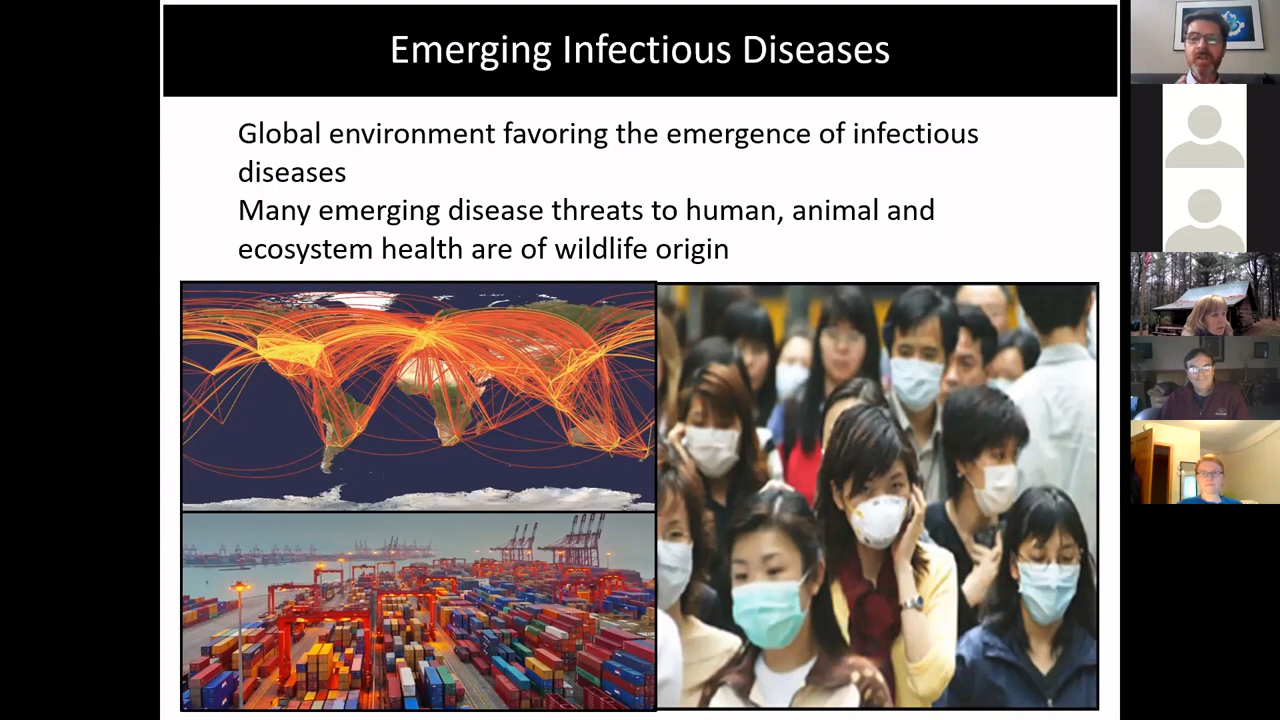 Emerging Infectious Diseases
Global environment favoring the emergence of infectious
diseases
Many emerging disease threats to human, animal and
ecosystem health are of wildlife origin